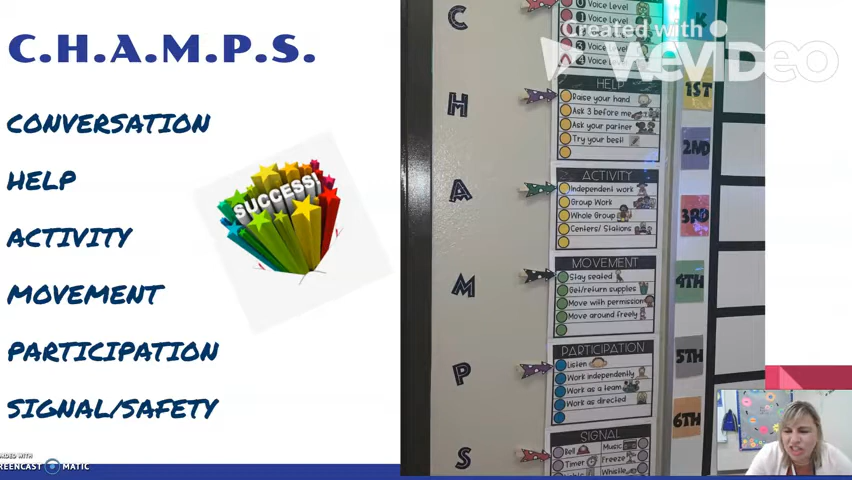 C.H.A.M.P.S.
CONVERSATION
HELP
ACTIVITY
MOVEMENT
PARTICIPATION
SIGNAL/SAFETY
SUCCESS!
Created with
WEVIDEO
C
H
A
M
P
S
0 Voice Level
1 Voice Level
3 Voice Level
4 Voice Level
HELP
Raise your hand
Ask 3 before me
Ask your partner
Try your best!
ACTIVITY
Independent work
Group Work
Whole Group
Centers/ Stations
MOVEMENT
Stay seated
Get/return supplies
Move with permission
Move around freely
PARTICIPATION
Listen
Work independently
Work as a team
Work as directed
SIGNAL
Bell Music
Timer Freeze
Whistle
K
1ST
2ND
3RD
4TH
5TH
6TH